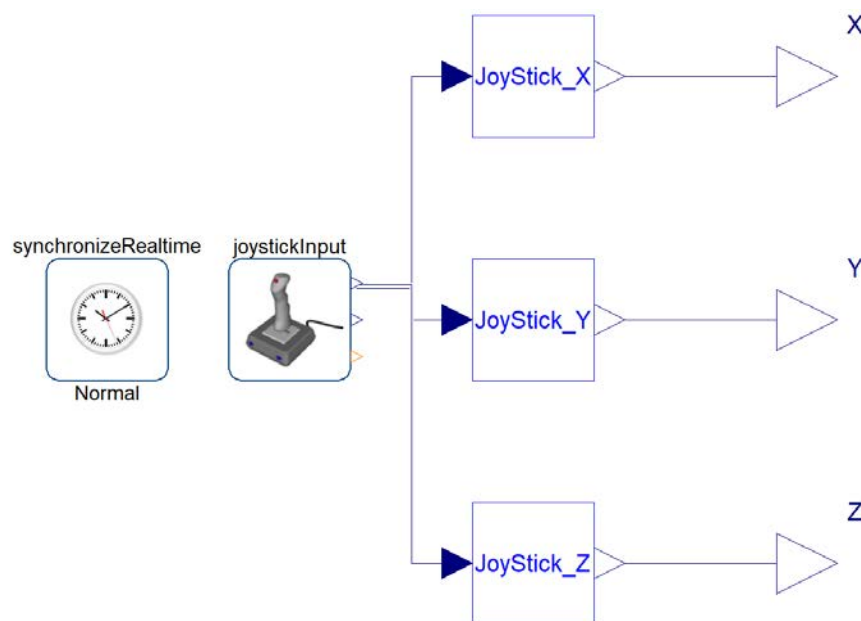 X
JoyStick_X
synchronizeRealtime
joystickInput
Y
JoyStick_Y
Normal
Z
JoyStick_Z